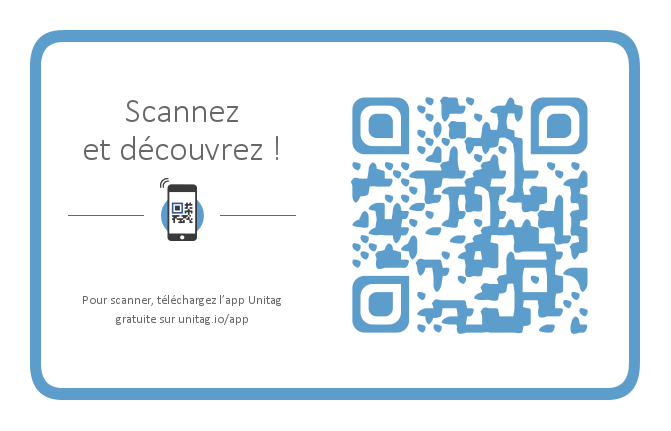 Scannez
et découvrez !
Pour scanner, téléchargez l'app Unitag
gratuite sur unitag.io/app